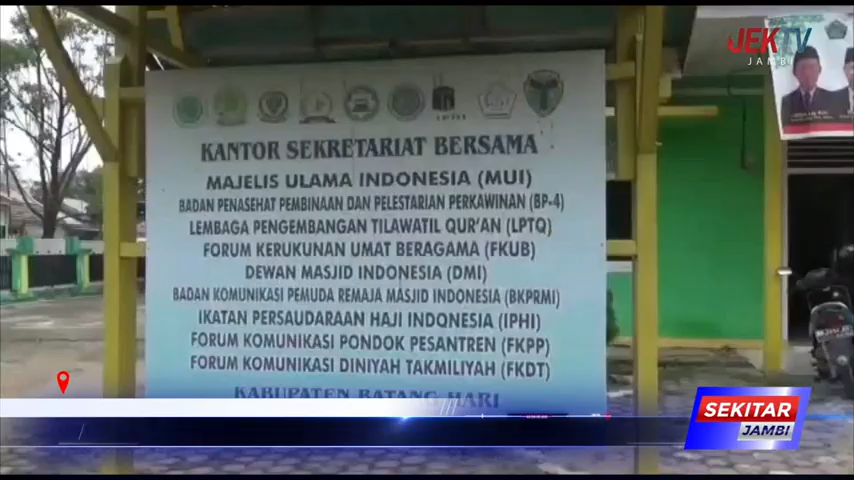 JEKTV
JAMBI
KANTOR SEKRETARIAT BERSAMA
MAJELIS ULAMA INDONESIA (MUI)
BADAN PENASEHAT PEMBINAAN DAN PELESTARIAN PERKAWINAN (BP-4)
LEMBAGA PENGEMBANGAN TILAWATIL QUR'AN (LPTQ)
FORUM KERUKUNAN UMAT BERAGAMA (FKUB)
DEWAN MASJID INDONESIA (DMI)
BADAN KOMUNIKASI PEMUDA REMAJA MASJID INDONESIA (BKPRMI)
IKATAN PERSAUDARAAN HAJI INDONESIA (IPHI)
FORUM KOMUNIKASI PONDOK PESANTREN (FKPP)
FORUM KOMUNIKASI DINIYAH TAKMILIYAH (FKDT)
KABUPATEN BATANG HARI
SEKITAR
JAMBI